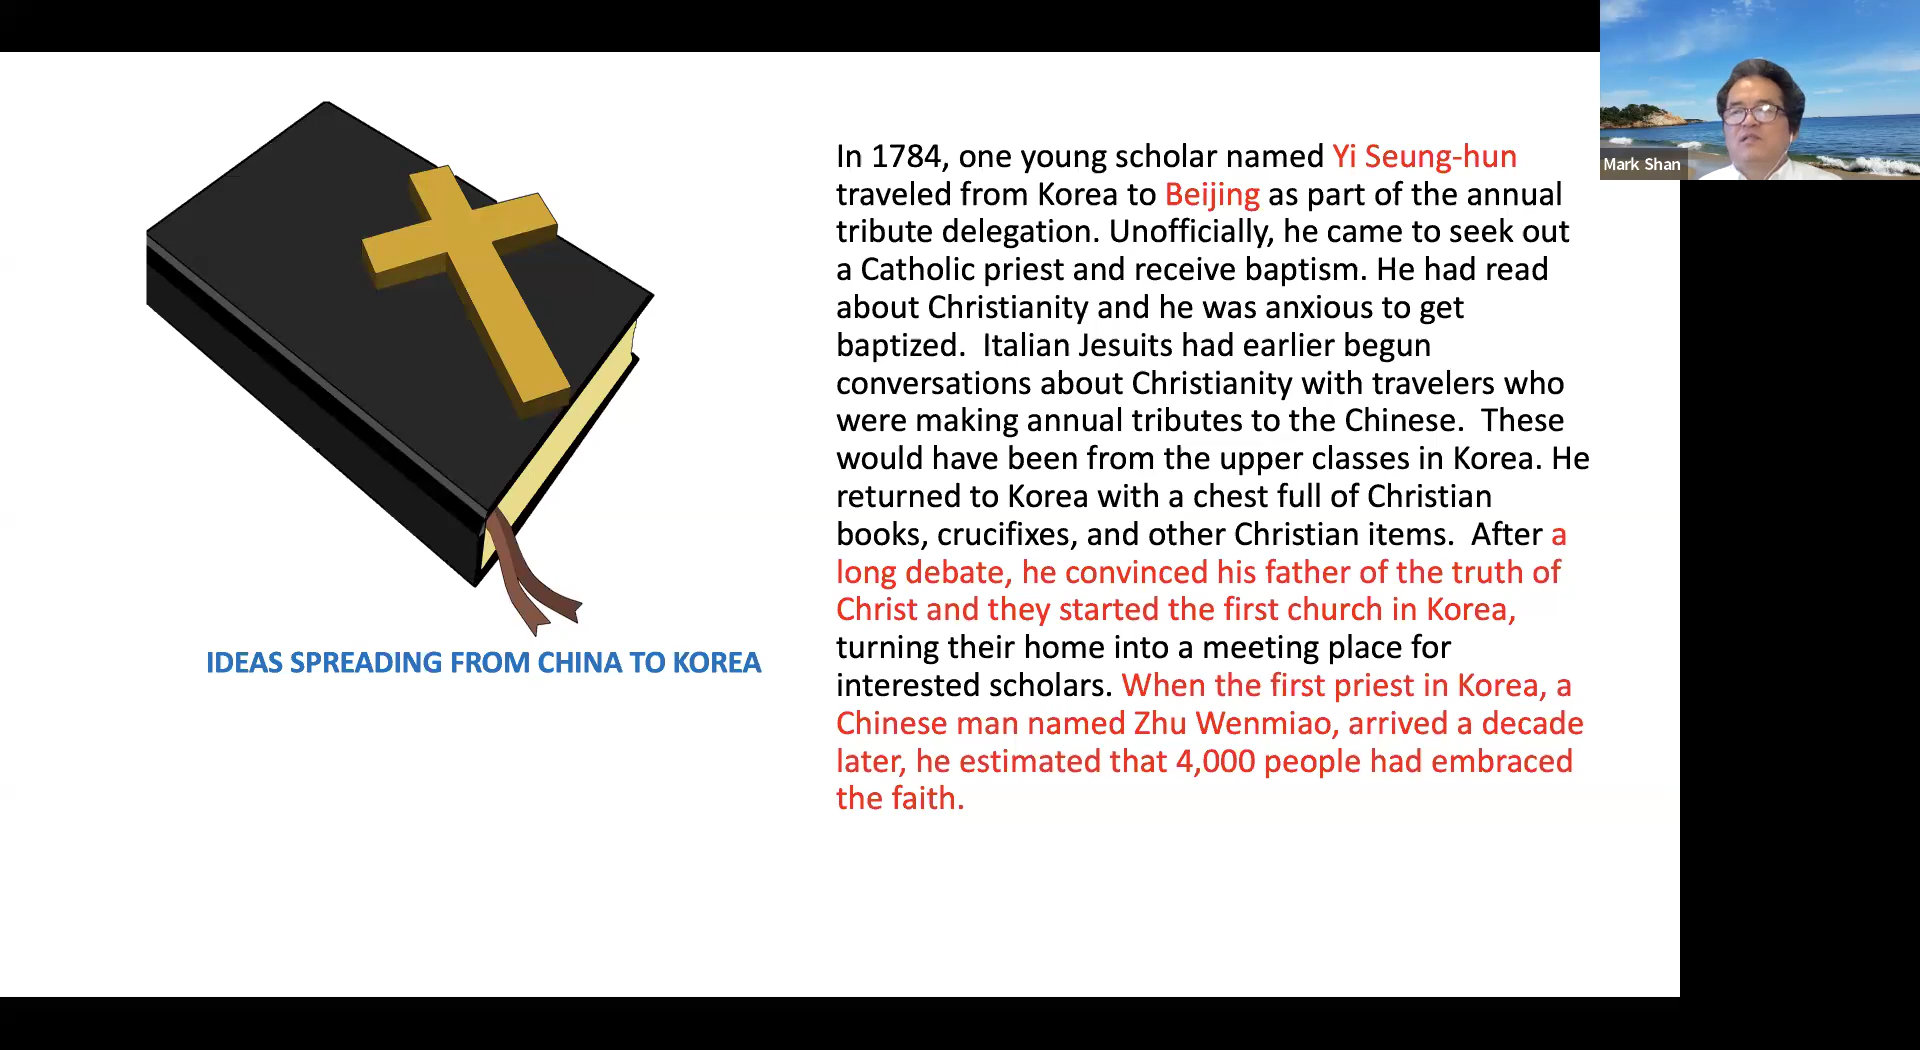 In 1784, one young scholar named Yi Seung-hun
traveled from Korea to Beijing as part of the annual
tribute delegation. Unofficially, he came to seek out
a Catholic priest and receive baptism. He had read
about Christianity and he was anxious to get
baptized.  Italian Jesuits had earlier begun
conversations about Christianity with travelers who
were making annual tributes to the Chinese.  These
would have been from the upper classes in Korea. He
returned to Korea with a chest full of Christian
books, crucifixes, and other Christian items.  After a
long debate, he convinced his father of the truth of
Christ and they started the first church in Korea,
turning their home into a meeting place for
interested scholars. When the first priest in Korea, a
Chinese man named Zhu Wenmiao, arrived a decade
later, he estimated that 4,000 people had embraced
the faith.
IDEAS SPREADING FROM CHINA TO KOREA
Mark Shan